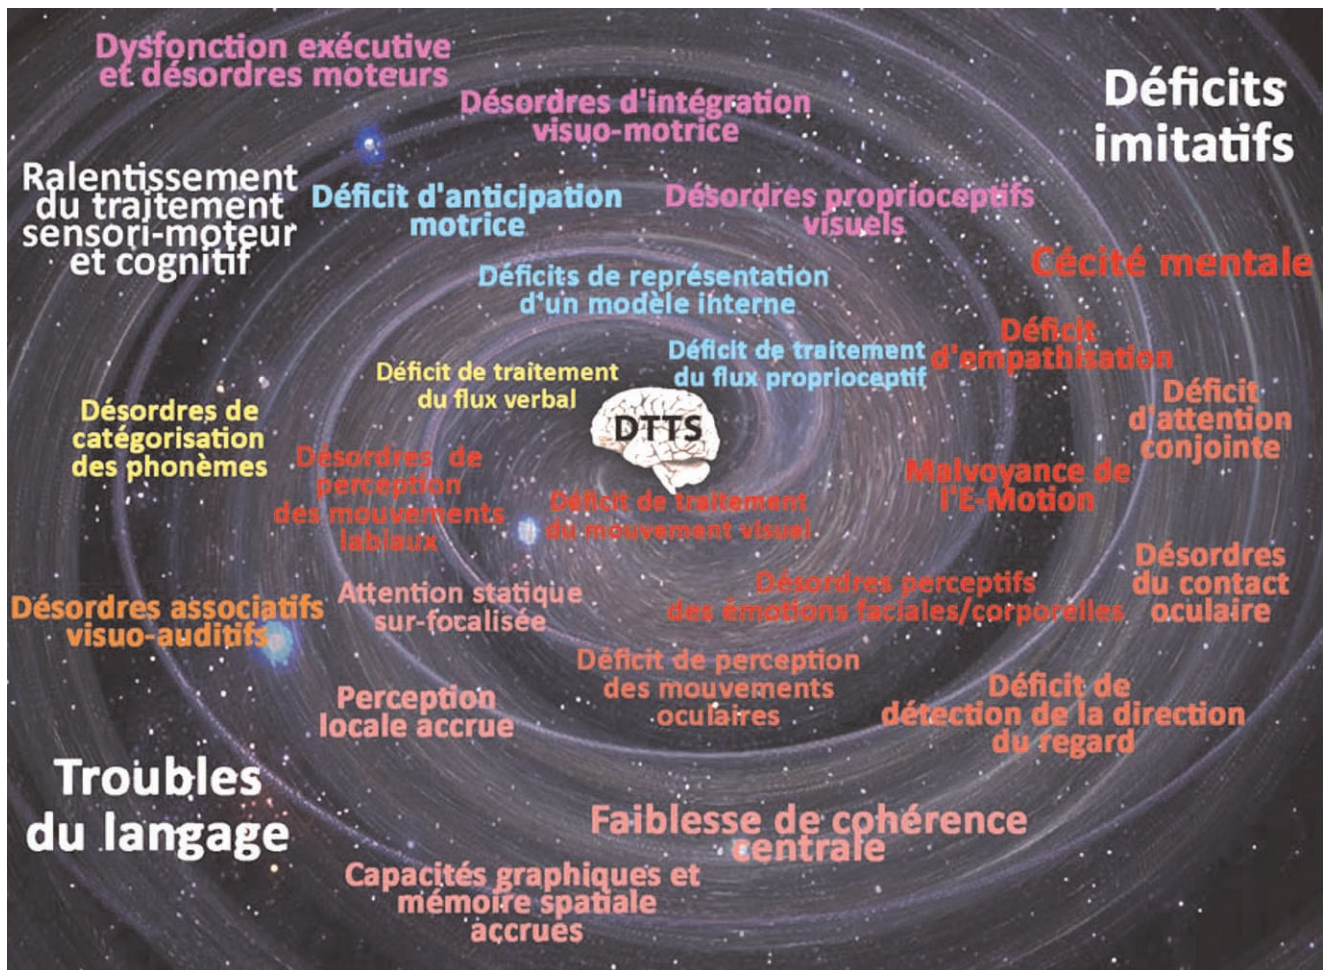 Dysfonction exécutive
et désordres moteurs
Désordres d'intégration
visuo-motrice
Déficits
imitatifs
Ralentissement
du traitement
sensori-moteur
et cognitif
Déficit d'anticipation
motrice
Désordres proprioceptifs
visuels
Cécité mentale
Déficits de représentation
d'un modèle interne
Déficit
d'empathisation
Déficit de traitement
du flux proprioceptif
Déficit de traitement
du flux verbal
Déficit
d'attention
conjointe
Désordres de
catégorisation
des phonèmes
DTTS
Désordres de
perception
des mouvements
labiaux
Malvoyance de
l'E-Motion
Déficit de traitement
du mouvement visuel
Désordres
du contact
oculaire
Désordres perceptifs
des émotions faciales/corporelles
Attention statique
sur-focalisée
Désordres associatifs
visuo-auditifs
Déficit de perception
des mouvements
oculaires
Déficit de
détection de la direction
du regard
Perception
locale accrue
Troubles
du langage
Faiblesse de cohérence
centrale
Capacités graphiques et
mémoire spatiale
accrues